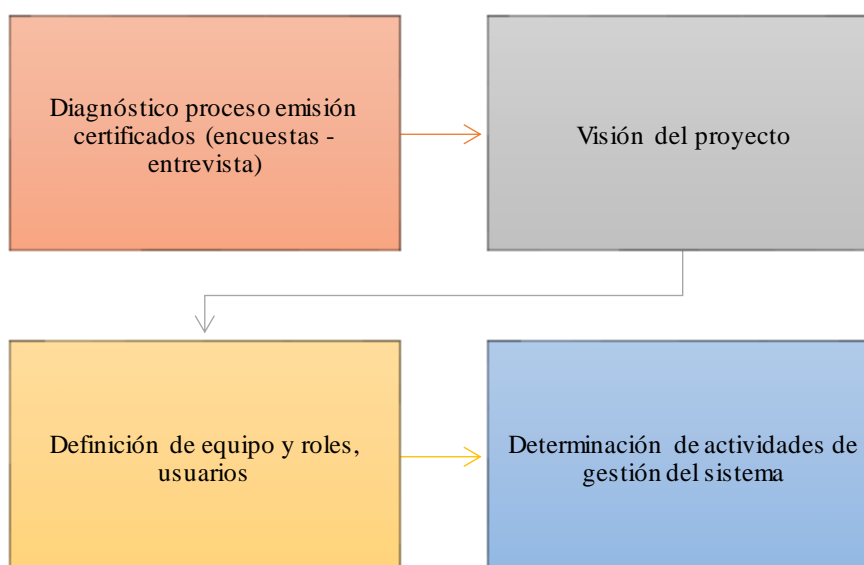 Diagnóstico proceso emisión
certificados (encuestas -
entrevista)
Visión del proyecto
Definición de equipo y roles,
usuarios
Determinación de actividades de
gestión del sistema